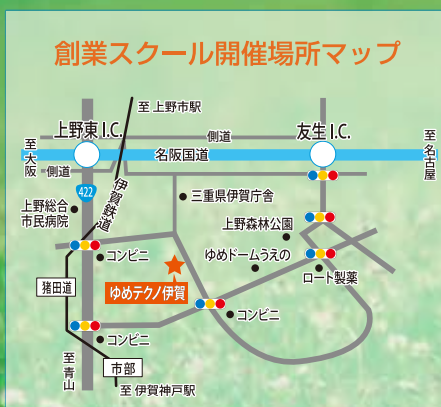 創業スクール開催場所マップ
至 上野市駅
上野東I.C.
側道
友生I.C.
至大阪
名阪国道
至名古屋
側道
422
伊賀鉄道
三重県伊賀庁舎
上野総合
市民病院
上野森林公園
コンビニ
ゆめドームうえの
猪田道
ゆめテクノ伊賀
ロート製薬
コンビニ
コンビニ
至青山
市部
至 伊賀神戸駅